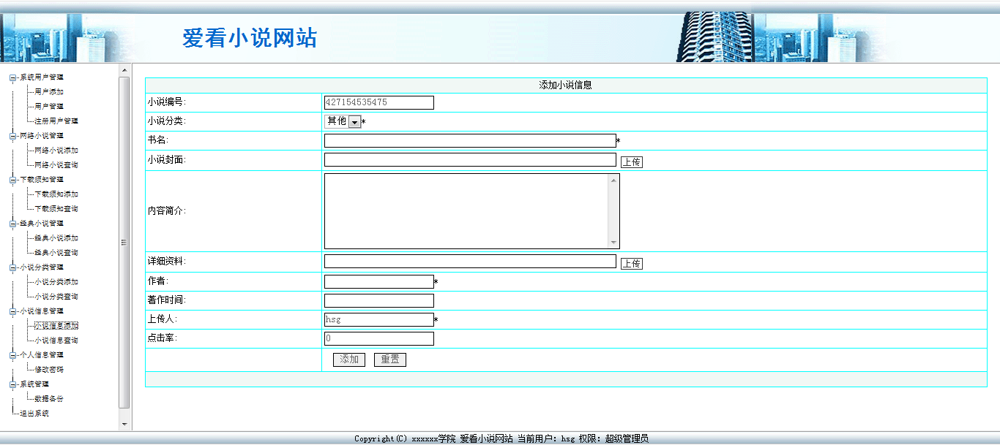 爱看小说网站
系统用户管理
用户添加
用户管理
注册用户管理
网络小说管理
网络小说添加
网络小说查询
下载须知管理
下载须知添加
下载须知查询
经典小说管理
经典小说添加
经典小说查询
小说分类管理
小说分类添加
小说分类查询
小说信息管理
小说信息添加
小说信息查询
个人信息管理
修改密码
系统管理
数据备份
退出系统
添加小说信息
小说编号: 427154535475
小说分类: 其他 *
书名: *
小说封面: 上传
内容简介:
详细资料: 上传
作者: *
著作时间:
上传人: hsg *
点击率: 0
添加 重置
Copyright(C) xxxxxx学院 爱看小说网站 当前用户: hsg 权限: 超级管理员